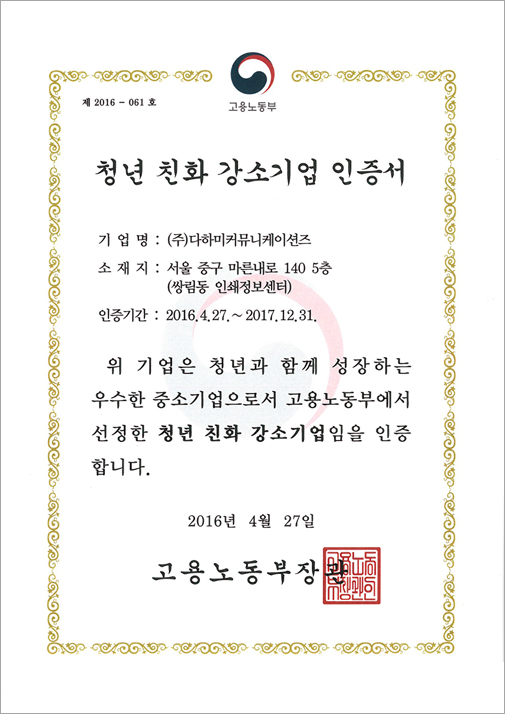 고용노동부
제 2016 - 061 호
청년 친화 강소기업 인증서
기 업 명 : (주)다하미커뮤니케이션즈
소 재 지 : 서울 중구 마른내로 140 5층
(쌍림동 인쇄정보센터)
인증기간 : 2016.4.27.~2017.12.31.
위 기업은 청년과 함께 성장하는
우수한 중소기업으로서 고용노동부에서
선정한 청년 친화 강소기업임을 인증
합니다.
2016년 4월 27일
고용노동부장관